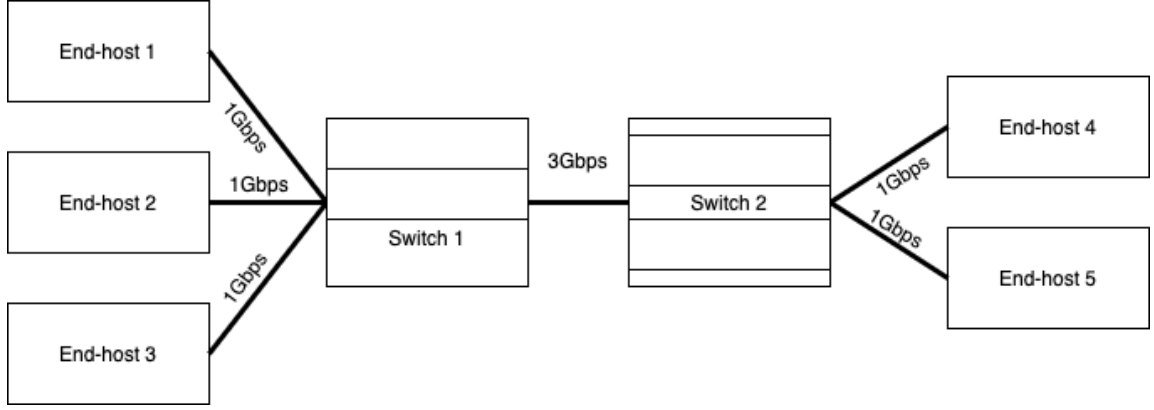 End-host 1
1Gbps
End-host 2
1Gbps
End-host 3
1Gbps
Switch 1
3Gbps
Switch 2
1Gbps
End-host 4
1Gbps
End-host 5